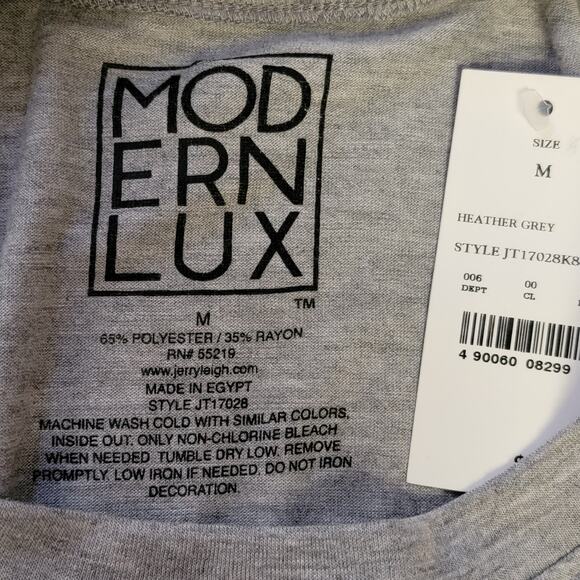 MOD
ERN
LUX
TM
M
65% POLYESTER / 35% RAYON
RN# 55219
www.jerryleigh.com
MADE IN EGYPT
STYLE JT17028
MACHINE WASH COLD WITH SIMILAR COLORS,
INSIDE OUT. ONLY NON-CHLORINE BLEACH
WHEN NEEDED. TUMBLE DRY LOW. REMOVE
PROMPTLY. LOW IRON IF NEEDED. DO NOT IRON
DECORATION.
SIZE
M
HEATHER GREY
STYLE JT17028K8
006 00
DEPT CL
4 90060 08299